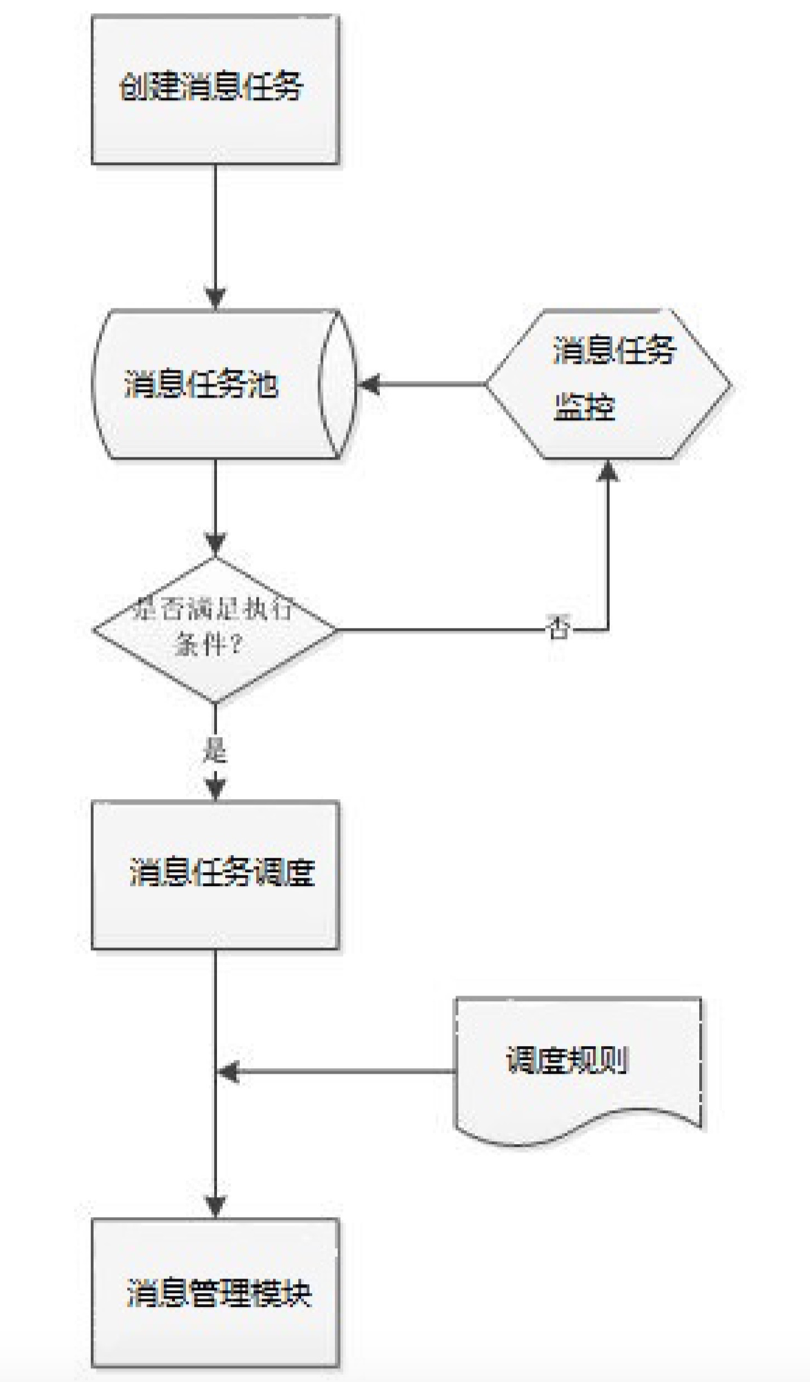 创建消息任务
消息任务池
消息任务
监控
是否满足执行
条件？
否
是
消息任务调度
调度规则
消息管理模块